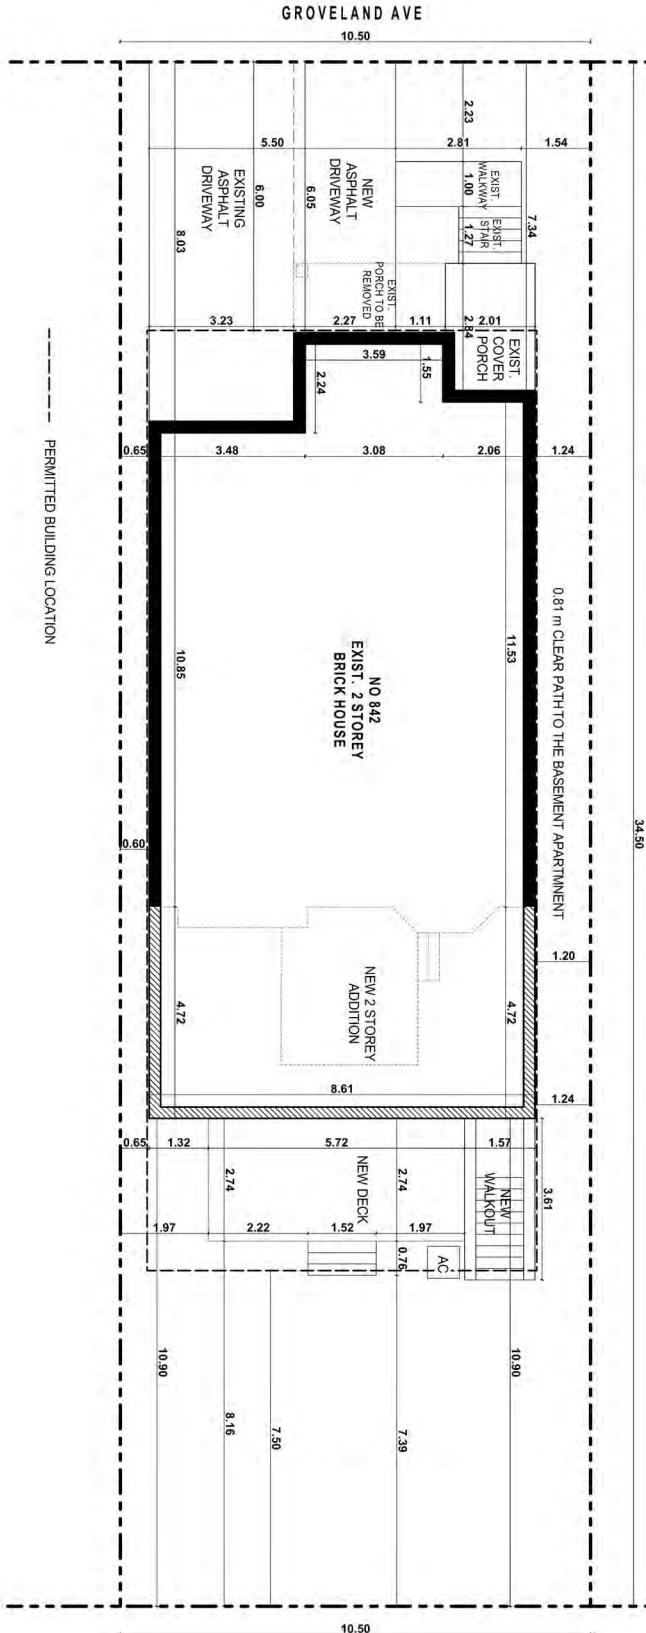 GROVELAND AVE
10.50
2.23
5.50
2.81
1.54
EXISTING
ASPHALT
DRIVEWAY
6.00
8.03
NEW
ASPHALT
DRIVEWAY
6.05
EXIST.
WALKWAY
1.00
EXIST.
STAIR
1.27
7.34
EXIST.
PORCH TO BE
REMOVED
3.23
2.27
1.11
2.84
2.01
EXIST.
COVER
PORCH
3.59
1.55
2.24
0.65
3.48
3.08
2.06
1.24
PERMITTED BUILDING LOCATION
0.81 m CLEAR PATH TO THE BASEMENT APARTMNENT
10.85
11.53
NO 842
EXIST. 2 STOREY
BRICK HOUSE
34.50
0.60
1.20
NEW 2 STOREY
ADDITION
4.72
4.72
8.61
1.24
0.65
1.32
5.72
1.57
2.74
NEW DECK
2.74
NEW
WALKOUT
3.61
1.97
2.22
1.52
1.97
0.76
AC
10.90
10.90
8.16
7.50
7.39
10.50